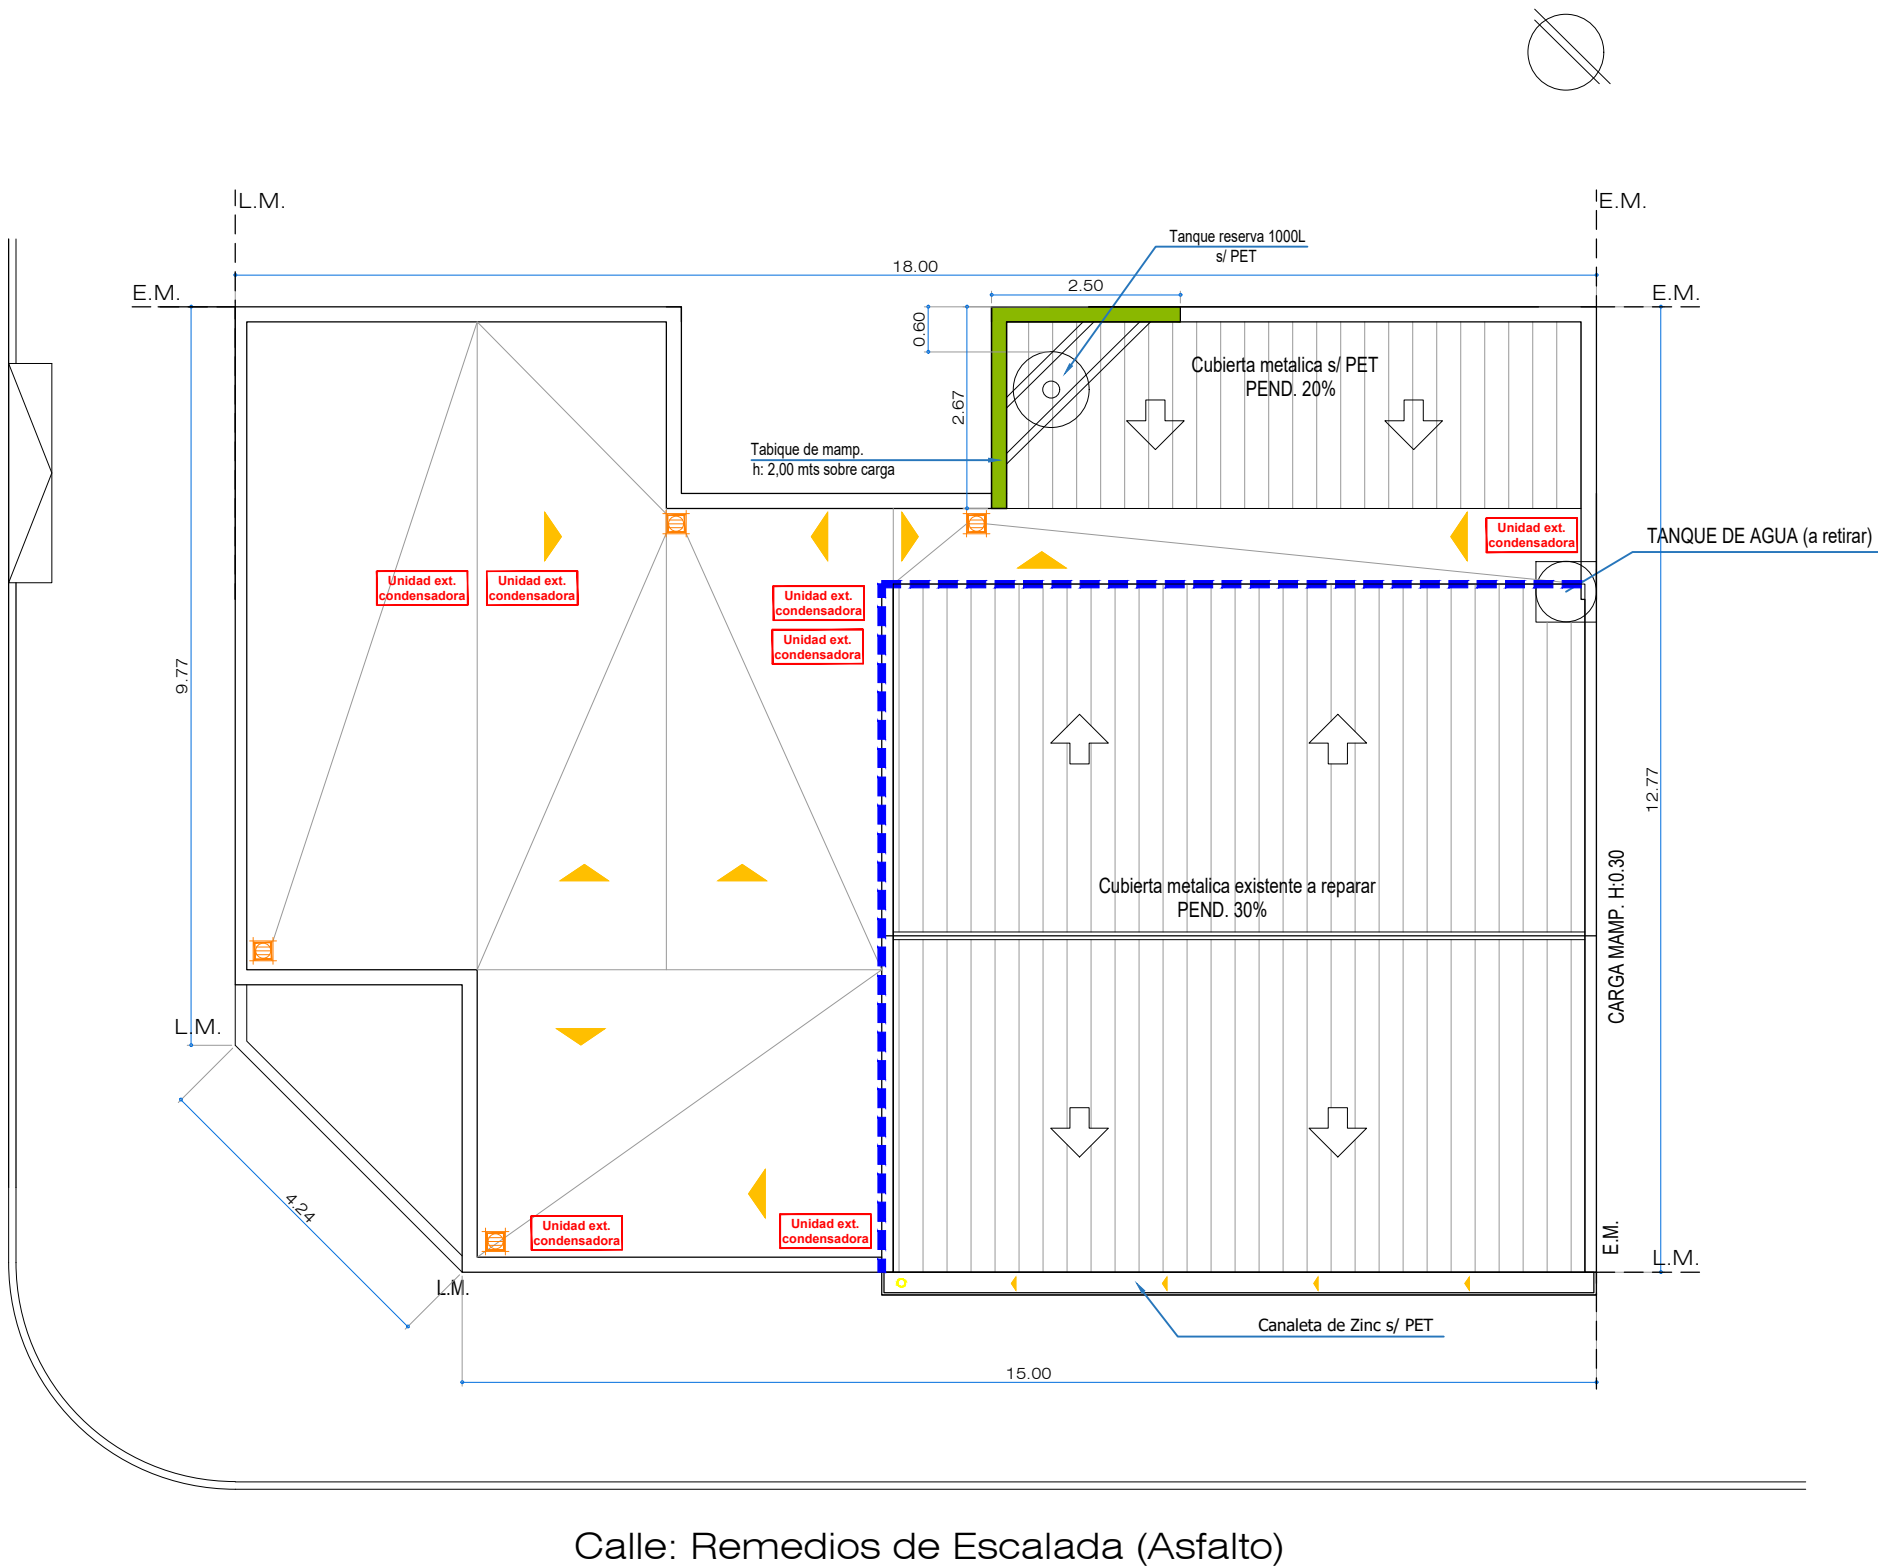 L.M.
E.M.
Tanque reserva 1000L
s/ PET
18.00
E.M.
2.50
E.M.
0.60
Cubierta metalica s/ PET
PEND. 20%
2.67
Tabique de mamp.
h: 2,00 mts sobre carga
Unidad ext.
condensadora
TANQUE DE AGUA (a retirar)
Unidad ext.
condensadora
Unidad ext.
condensadora
Unidad ext.
condensadora
Unidad ext.
condensadora
9.77
12.77
Cubierta metalica existente a reparar
PEND. 30%
CARGA MAMP. H:0.30
L.M.
4.24
Unidad ext.
condensadora
Unidad ext.
condensadora
E.M.
L.M.
L.M.
Canaleta de Zinc s/ PET
15.00
Calle: Remedios de Escalada (Asfalto)